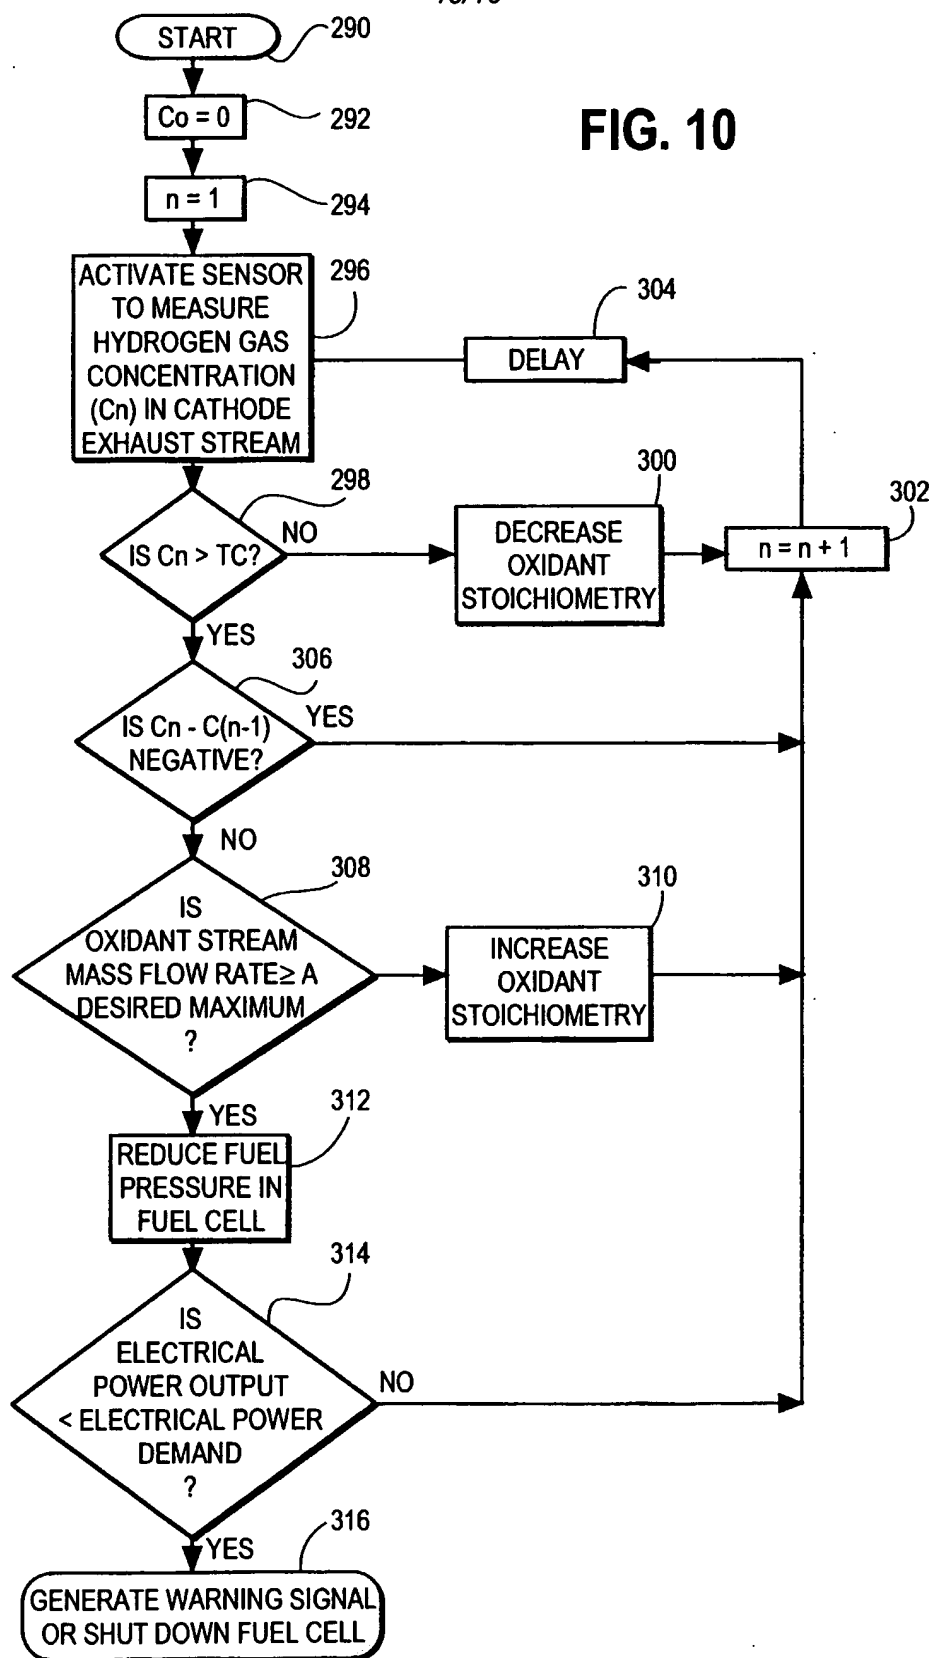 START
290
Co = 0
292
FIG. 10
n = 1
294
ACTIVATE SENSOR
TO MEASURE
HYDROGEN GAS
CONCENTRATION
(Cn) IN CATHODE
EXHAUST STREAM
296
304
DELAY
298
IS Cn > TC?
NO
300
DECREASE
OXIDANT
STOICHIOMETRY
302
n = n + 1
YES
306
IS Cn - C(n-1)
NEGATIVE?
YES
NO
308
IS
OXIDANT STREAM
MASS FLOW RATE≥ A
DESIRED MAXIMUM
?
310
INCREASE
OXIDANT
STOICHIOMETRY
YES
312
REDUCE FUEL
PRESSURE IN
FUEL CELL
314
IS
ELECTRICAL
POWER OUTPUT
< ELECTRICAL POWER
DEMAND
?
NO
YES
316
GENERATE WARNING SIGNAL
OR SHUT DOWN FUEL CELL